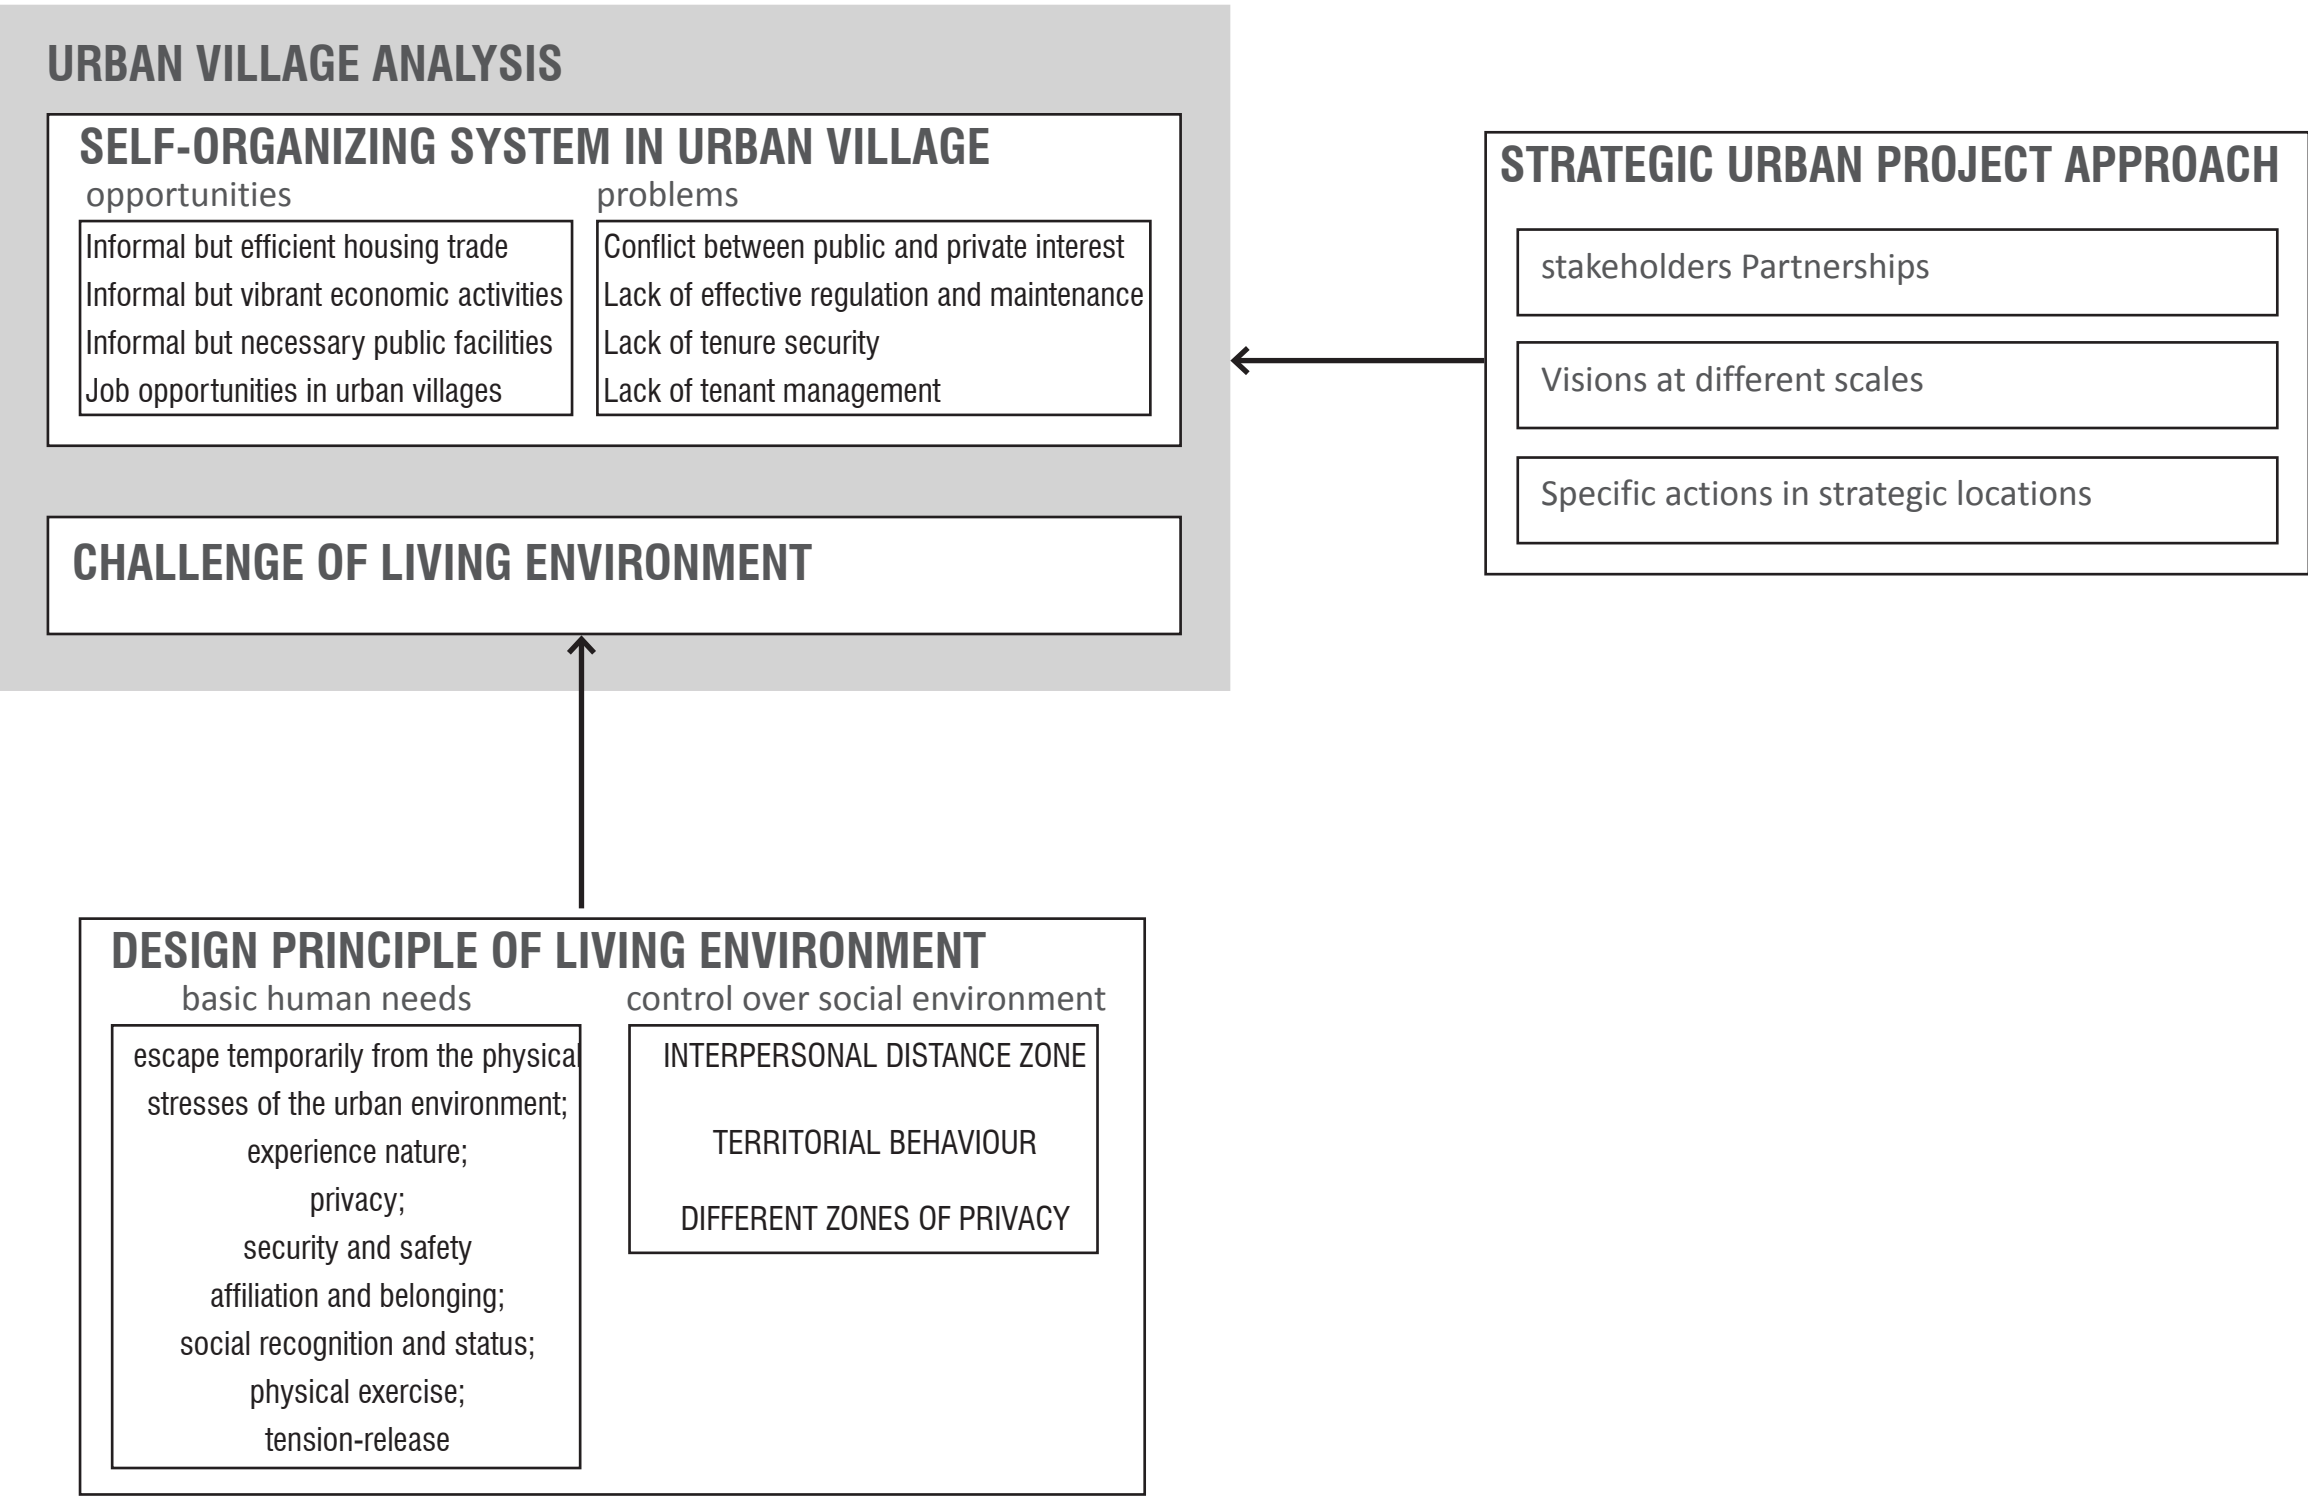 URBAN VILLAGE ANALYSIS
SELF-ORGANIZING SYSTEM IN URBAN VILLAGE
opportunities
Informal but efficient housing trade
Informal but vibrant economic activities
Informal but necessary public facilities
Job opportunities in urban villages
problems
Conflict between public and private interest
Lack of effective regulation and maintenance
Lack of tenure security
Lack of tenant management
CHALLENGE OF LIVING ENVIRONMENT
STRATEGIC URBAN PROJECT APPROACH
stakeholders Partnerships
Visions at different scales
Specific actions in strategic locations
DESIGN PRINCIPLE OF LIVING ENVIRONMENT
basic human needs
escape temporarily from the physical
stresses of the urban environment;
experience nature;
privacy;
security and safety
affiliation and belonging;
social recognition and status;
physical exercise;
tension-release
control over social environment
INTERPERSONAL DISTANCE ZONE
TERRITORIAL BEHAVIOUR
DIFFERENT ZONES OF PRIVACY